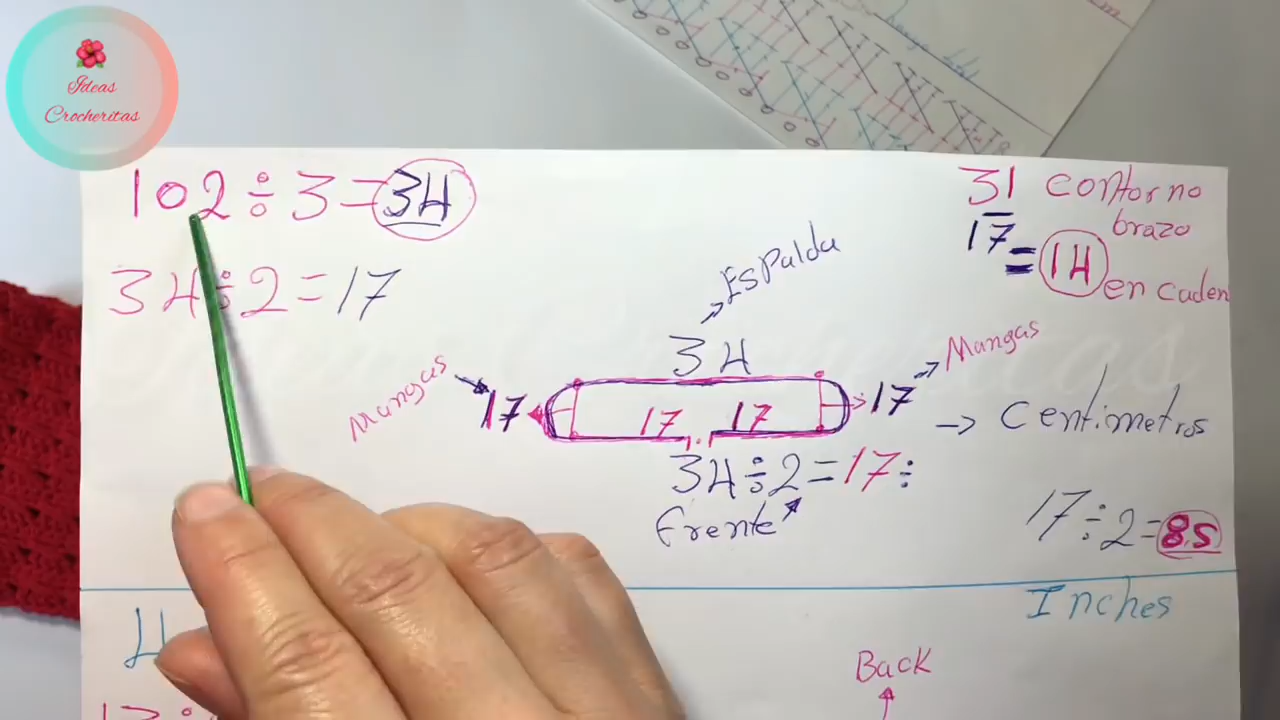 Ideas
Crocheritas
102 ÷ 3 = 34
34 ÷ 2 = 17
31 contorno
brazo
17
= 14
en caden
Espalda
34
Mangas
Mangas
17
17 17
17
→ Centimetros
34 ÷ 2 = 17 ÷
frente
17 ÷ 2 = 8.5
Inches
Back